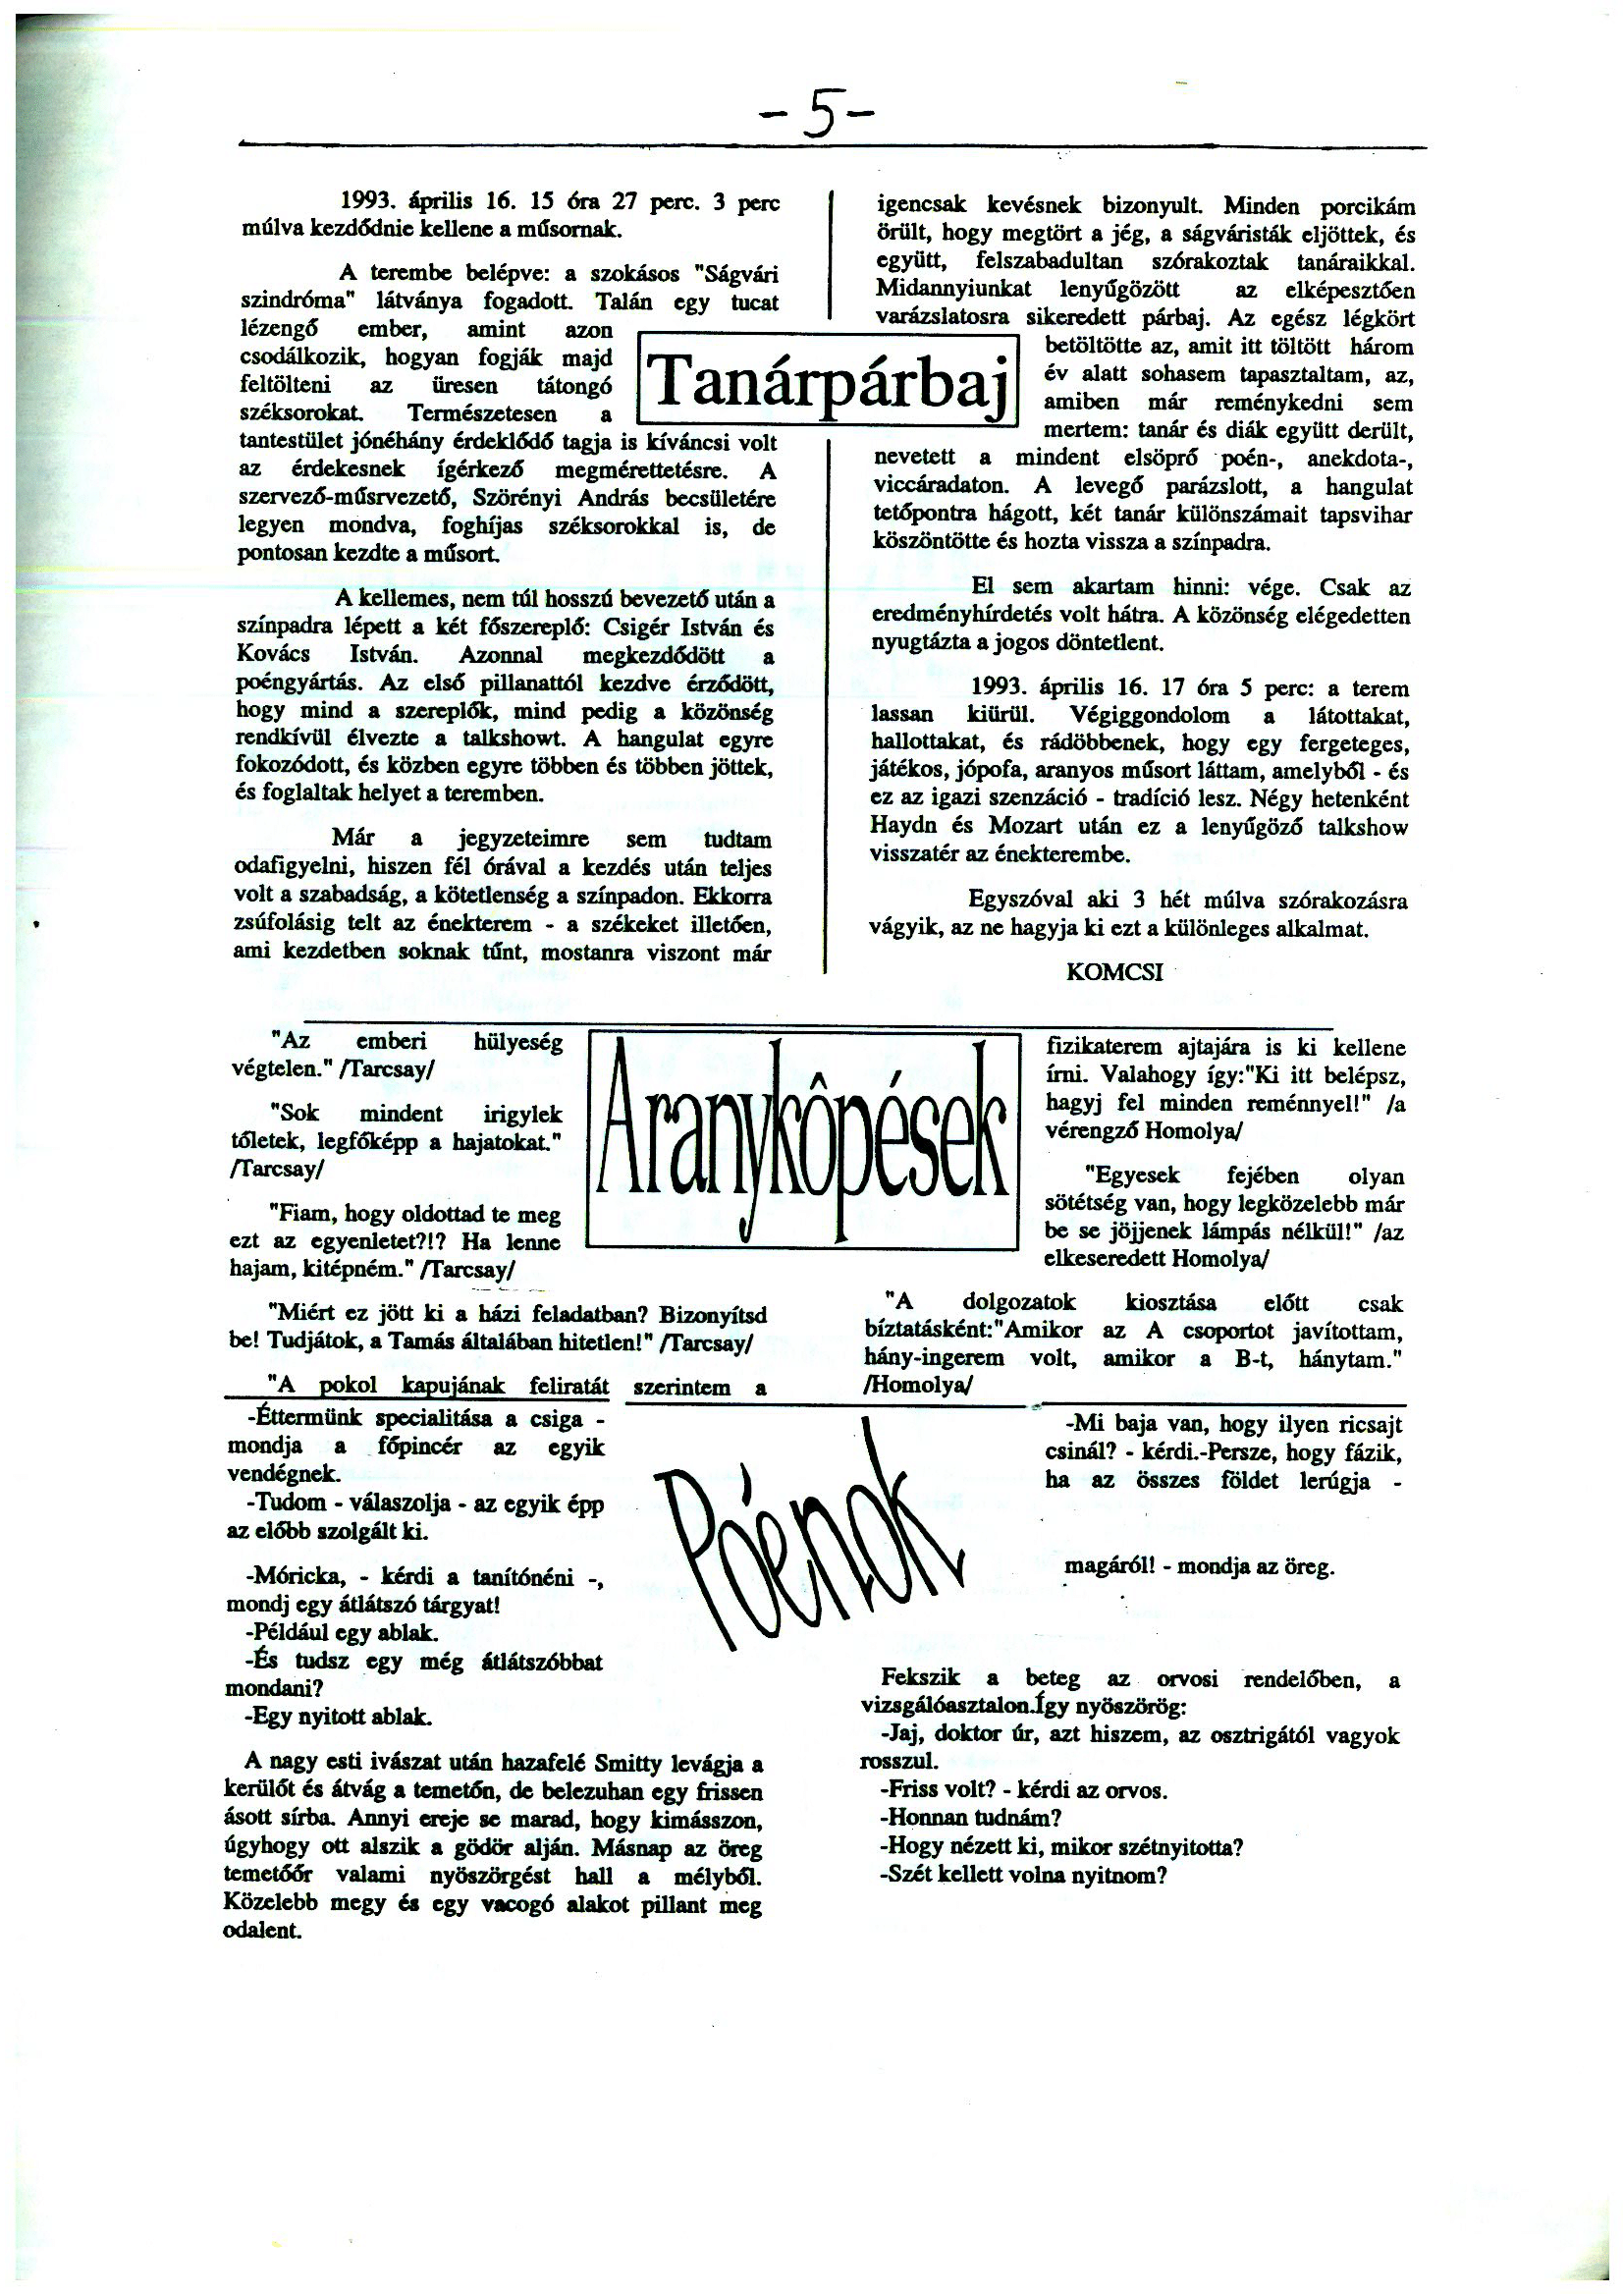 - 5 -
Tanárpárbaj
1993. április 16. 15 óra 27 perc. 3 perc
múlva kezdődnie kellene a műsornak.
A terembe belépve: a szokásos "Ságvári
szindróma" látványa fogadott. Talán egy tucat
lézengő ember, amint azon
csodálkozik, hogyan fogják majd
feltölteni az üresen tátongó
széksorokat. Természetesen a
tantestület jónéhány érdeklődő tagja is kíváncsi volt
az érdekesnek ígérkező megmérettetésre. A
szervező-műsrvezető, Szörényi András becsületére
legyen mondva, foghíjas széksorokkal is, de
pontosan kezdte a műsort.
A kellemes, nem túl hosszú bevezető után a
színpadra lépett a két főszereplő: Csigér István és
Kovács István. Azonnal megkezdődött a
poéngyártás. Az első pillanattól kezdve érződött,
hogy mind a szereplők, mind pedig a közönség
rendkívül élvezte a talkshowt. A hangulat egyre
fokozódott, és közben egyre többen és többen jöttek,
és foglaltak helyet a teremben.
Már a jegyzeteimre sem tudtam
odafigyelni, hiszen fél órával a kezdés után teljes
volt a szabadság, a kötetlenség a színpadon. Ekkorra
zsúfolásig telt az énekterem - a székeket illetően,
ami kezdetben soknak tűnt, mostanra viszont már
igencsak kevésnek bizonyult. Minden porcikám
örült, hogy megtört a jég, a ságváristák eljöttek, és
együtt, felszabadultan szórakoztak tanáraikkal.
Midannyiunkat lenyűgözött az elképesztően
varázslatosra sikeredett párbaj. Az egész légkört
betöltötte az, amit itt töltött három
év alatt sohasem tapasztaltam, az,
amiben már reménykedni sem
mertem: tanár és diák együtt derült,
nevetett a mindent elsöprő poén-, anekdota-,
viccáradaton. A levegő parázslott, a hangulat
tetőpontra hágott, két tanár különszámait tapsvihar
köszöntötte és hozta vissza a színpadra.
El sem akartam hinni: vége. Csak az
eredményhírdetés volt hátra. A közönség elégedetten
nyugtázta a jogos döntetlent.
1993. április 16. 17 óra 5 perc: a terem
lassan kiürül. Végiggondolom a látottakat,
hallottakat, és rádöbbenek, hogy egy fergeteges,
játékos, jópofa, aranyos műsort láttam, amelyből - és
ez az igazi szenzáció - tradíció lesz. Négy hetenként
Haydn és Mozart után ez a lenyűgöző talkshow
visszatér az énekterembe.
Egyszóval aki 3 hét múlva szórakozásra
vágyik, az ne hagyja ki ezt a különleges alkalmat.
KOMCSI
Aranykôpések
"Az emberi hülyeség
végtelen." /Tarcsay/
"Sok mindent irigylek
tőletek, legfőképp a hajatokat."
/Tarcsay/
"Fiam, hogy oldottad te meg
ezt az egyenletet?!? Ha lenne
hajam, kitépném." /Tarcsay/
"Miért ez jött ki a házi feladatban? Bizonyítsd
be! Tudjátok, a Tamás általában hitetlen!" /Tarcsay/
"A pokol kapujának feliratát szerintem a
fizikaterem ajtajára is ki kellene
írni. Valahogy így:"Ki itt belépsz,
hagyj fel minden reménnyel!" /a
vérengző Homolya/
"Egyesek fejében olyan
sötétség van, hogy legközelebb már
be se jöjjenek lámpás nélkül!" /az
elkeseredett Homolya/
"A dolgozatok kiosztása előtt csak
bíztatásként:"Amikor az A csoportot javítottam,
hány-ingerem volt, amikor a B-t, hánytam."
/Homolya/
Póénok
-Éttermünk specialitása a csiga -
mondja a főpincér az egyik
vendégnek.
-Tudom - válaszolja - az egyik épp
az előbb szolgált ki.
-Móricka, - kérdi a tanítónéni -,
mondj egy átlátszó tárgyat!
-Például egy ablak.
-És tudsz egy még átlátszóbbat
mondani?
-Egy nyitott ablak.
A nagy esti ivászat után hazafelé Smitty levágja a
kerülőt és átvág a temetőn, de belezuhan egy frissen
ásott sírba. Annyi ereje se marad, hogy kimásszon,
úgyhogy ott alszik a gödör alján. Másnap az öreg
temetőőr valami nyöszörgést hall a mélyből.
Közelebb megy és egy vacogó alakot pillant meg
odalent.
-Mi baja van, hogy ilyen ricsajt
csinál? - kérdi.-Persze, hogy fázik,
ha az összes földet lerúgja -
magáról! - mondja az öreg.
Fekszik a beteg az orvosi rendelőben, a
vizsgálóasztalon.Így nyöszörög:
-Jaj, doktor úr, azt hiszem, az osztrigától vagyok
rosszul.
-Friss volt? - kérdi az orvos.
-Honnan tudnám?
-Hogy nézett ki, mikor szétnyitotta?
-Szét kellett volna nyitnom?